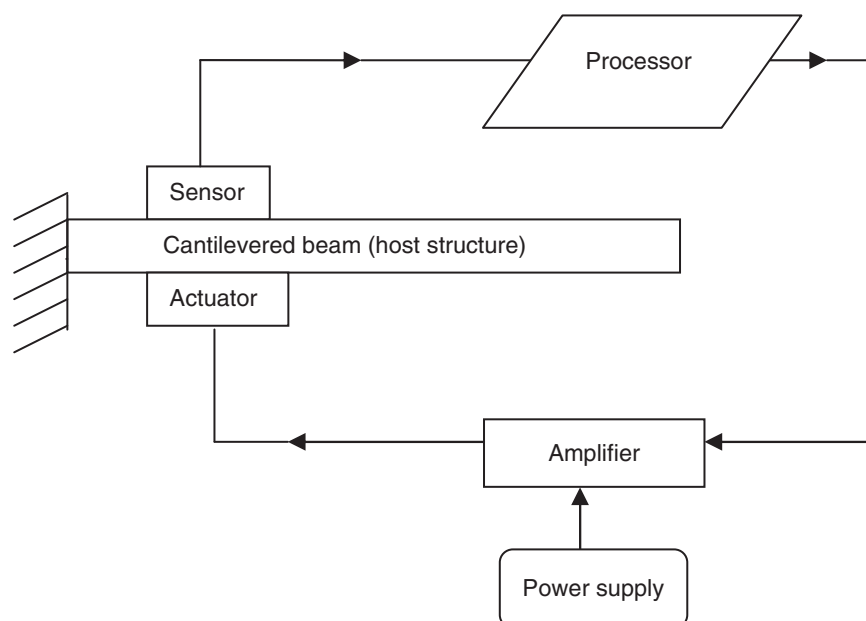 Processor
Sensor
Cantilevered beam (host structure)
Actuator
Amplifier
Power supply